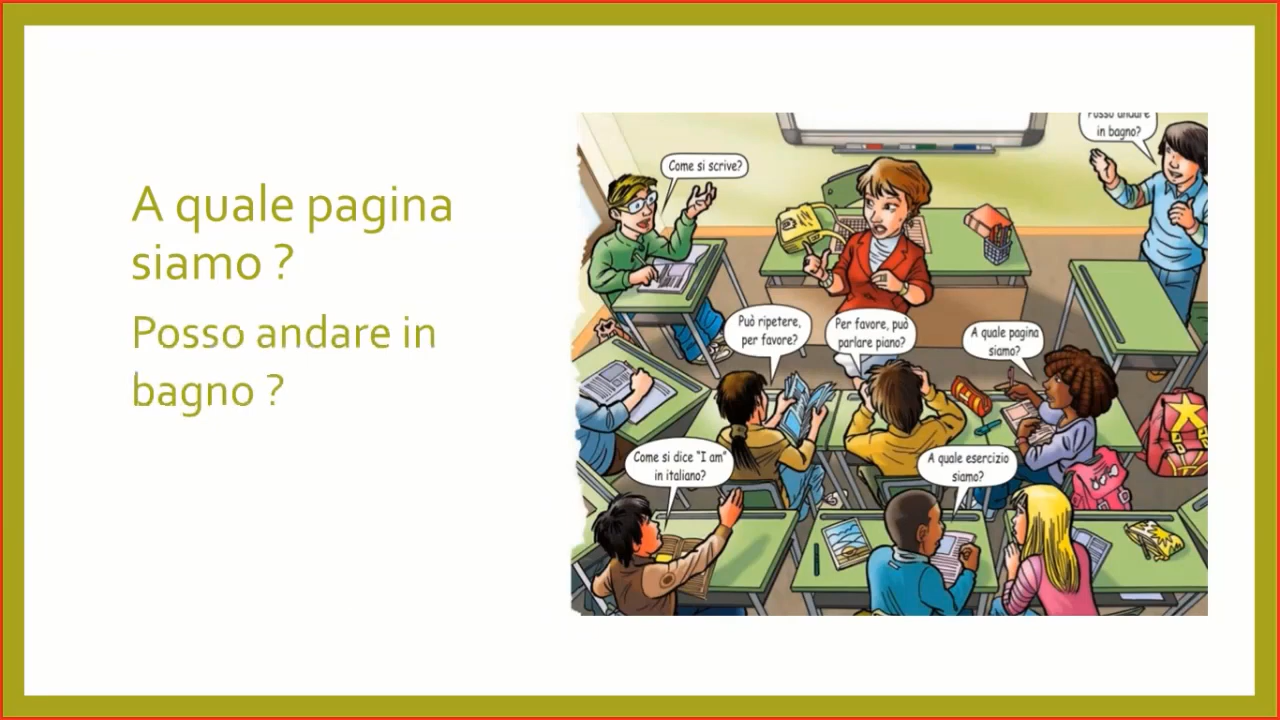 A quale pagina
siamo ?
Posso andare in
bagno ?
Posso andare
in bagno?
Come si scrive?
Può ripetere,
per favore?
Per favore, può
parlare piano?
A quale pagina
siamo?
Come si dice “I am”
in italiano?
A quale esercizio
siamo?